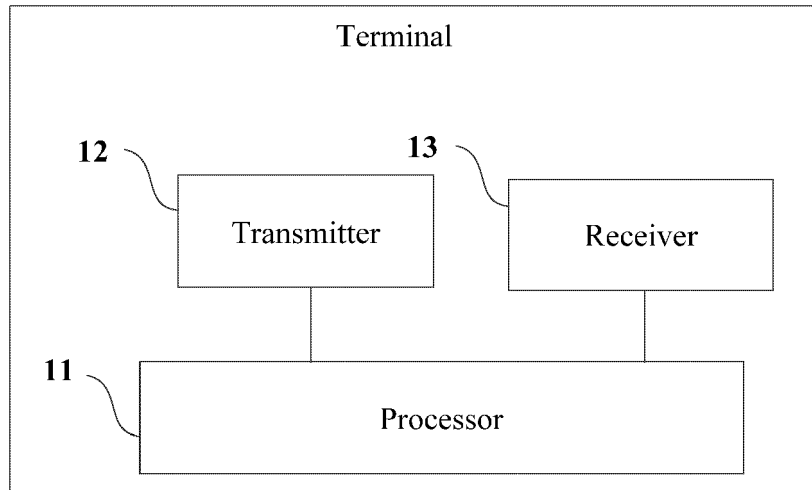 Terminal
12
13
Transmitter
Receiver
11
Processor